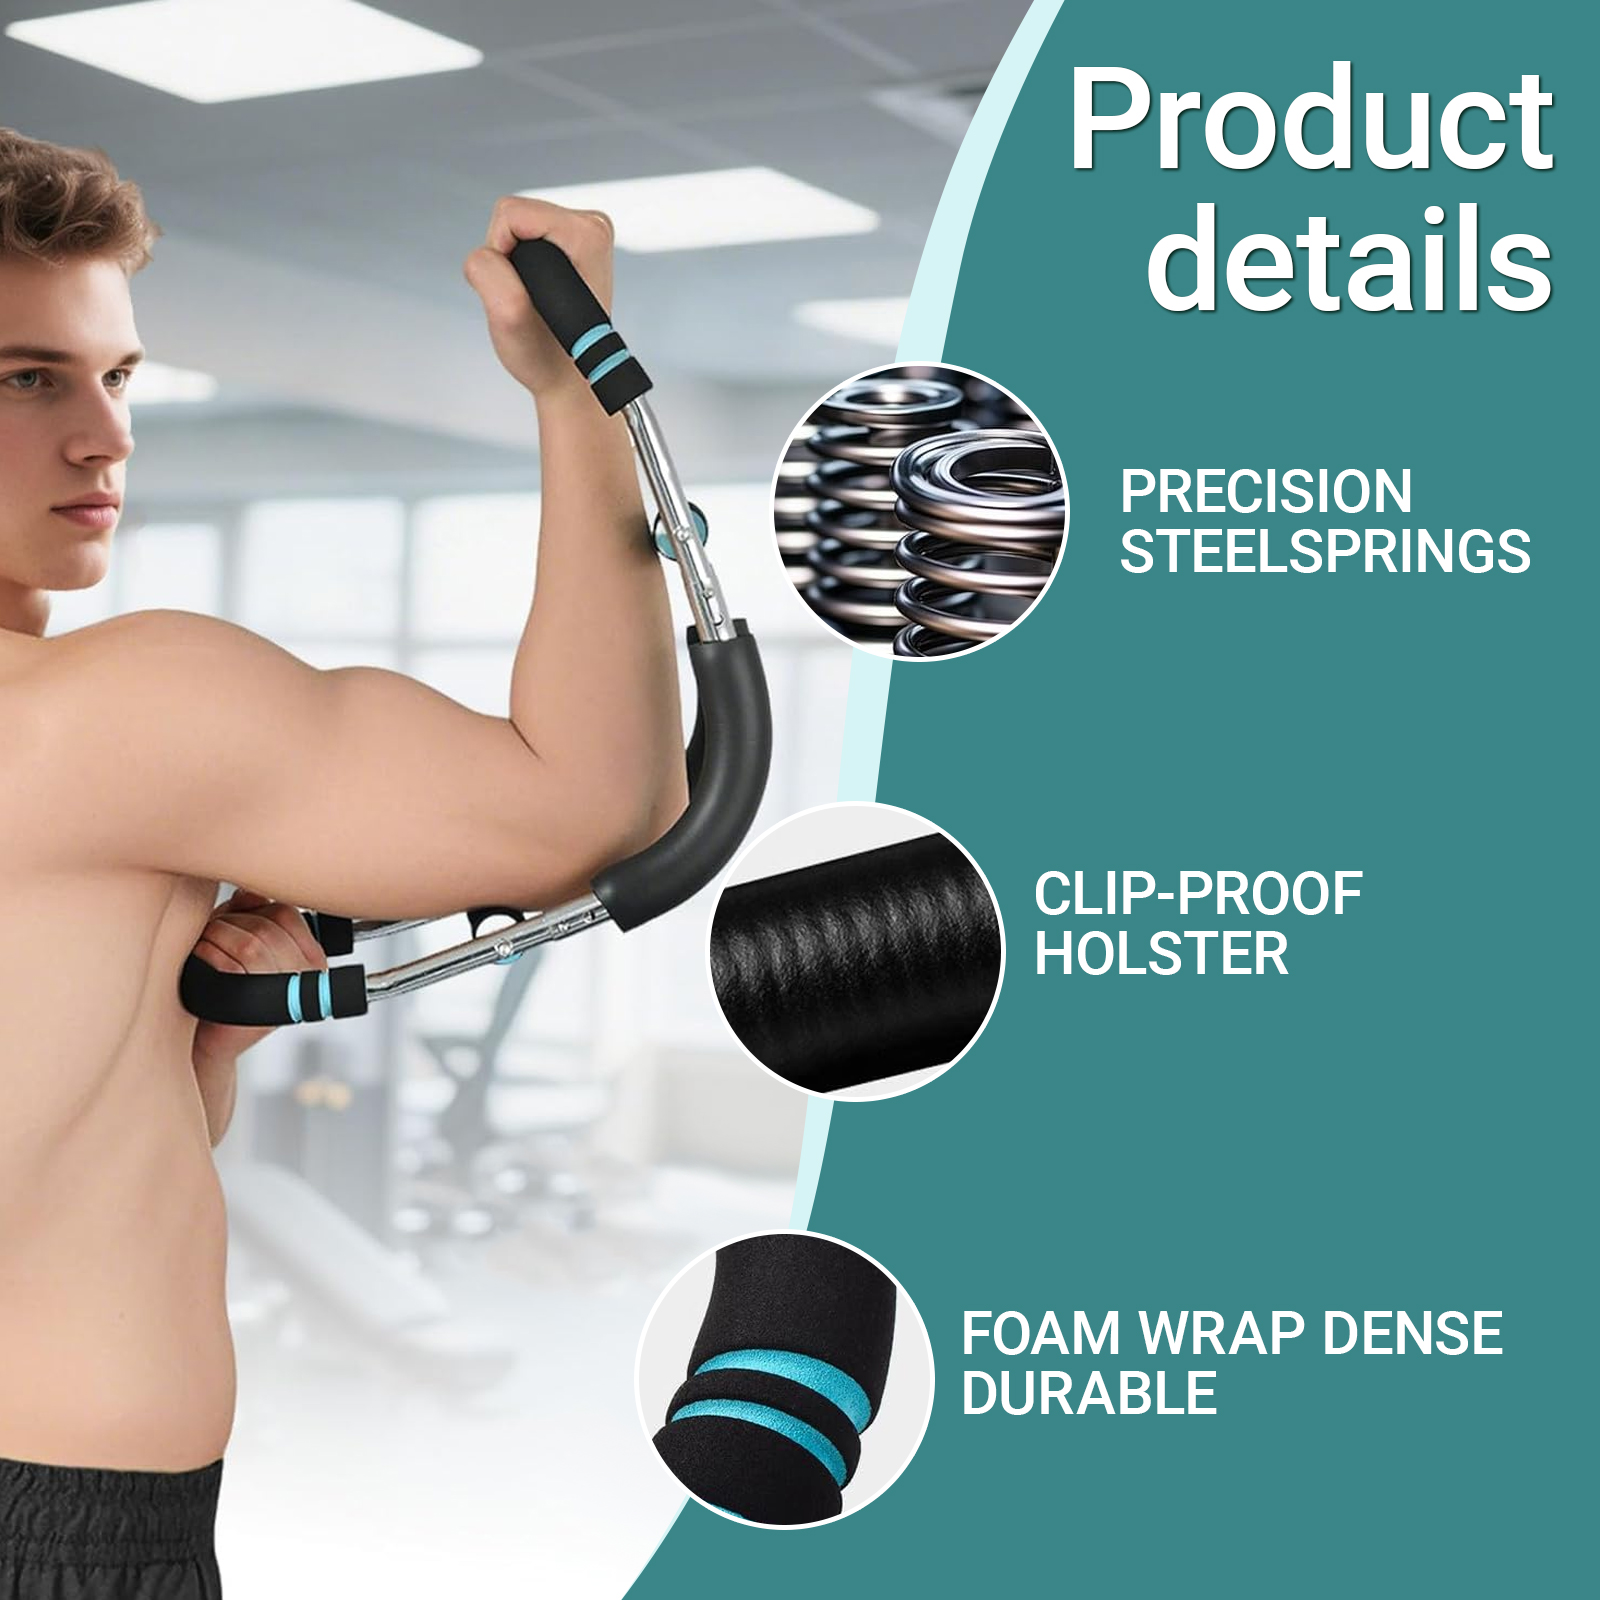 Product
details
PRECISION
STEELSPRINGS
CLIP-PROOF
HOLSTER
FOAM WRAP DENSE
DURABLE